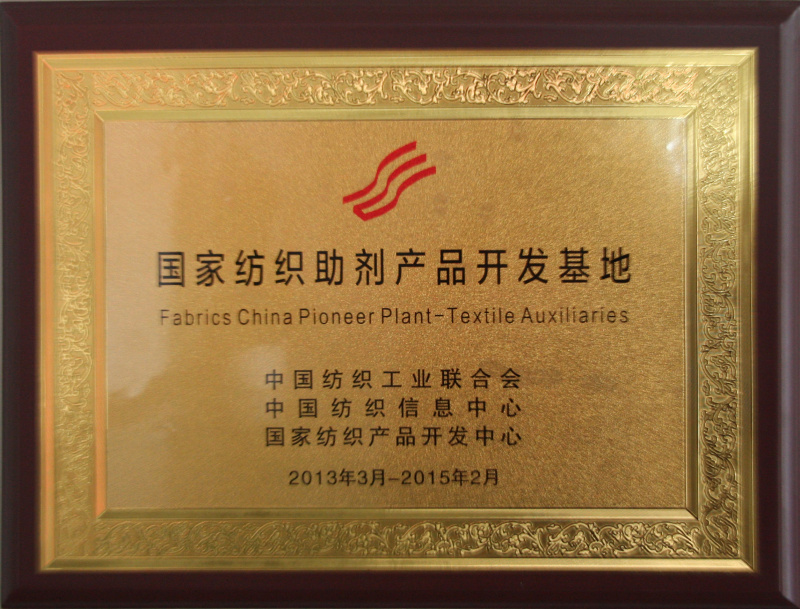 国家纺织助剂产品开发基地
Fabrics China Pioneer Plant-Textile Auxiliaries
中国纺织工业联合会
中国纺织信息中心
国家纺织产品开发中心
2013年3月-2015年2月